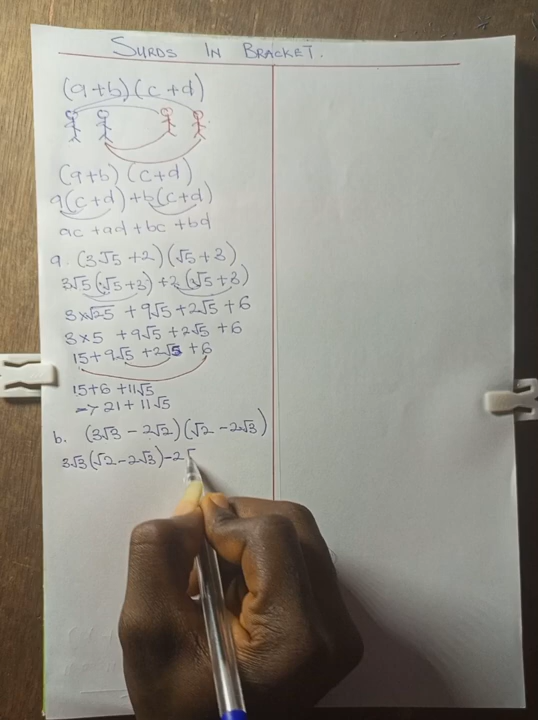 SURDS IN BRACKET.
(a+b)(c+d)
(a+b) (c+d)
a(c+d)+b(c+d)
ac+ad+bc+bd
a. (3√5+2)(√5+3)
3√5(√5+3)+2(√5+3)
3×√25+9√5+2√5+6
3×5+9√5+2√5+6
15+9√5+2√5+6
15+6+11√5
=> 21+11√5
b. (3√3-2√2)(√2-2√3)
3√3(√2-2√3)-2√